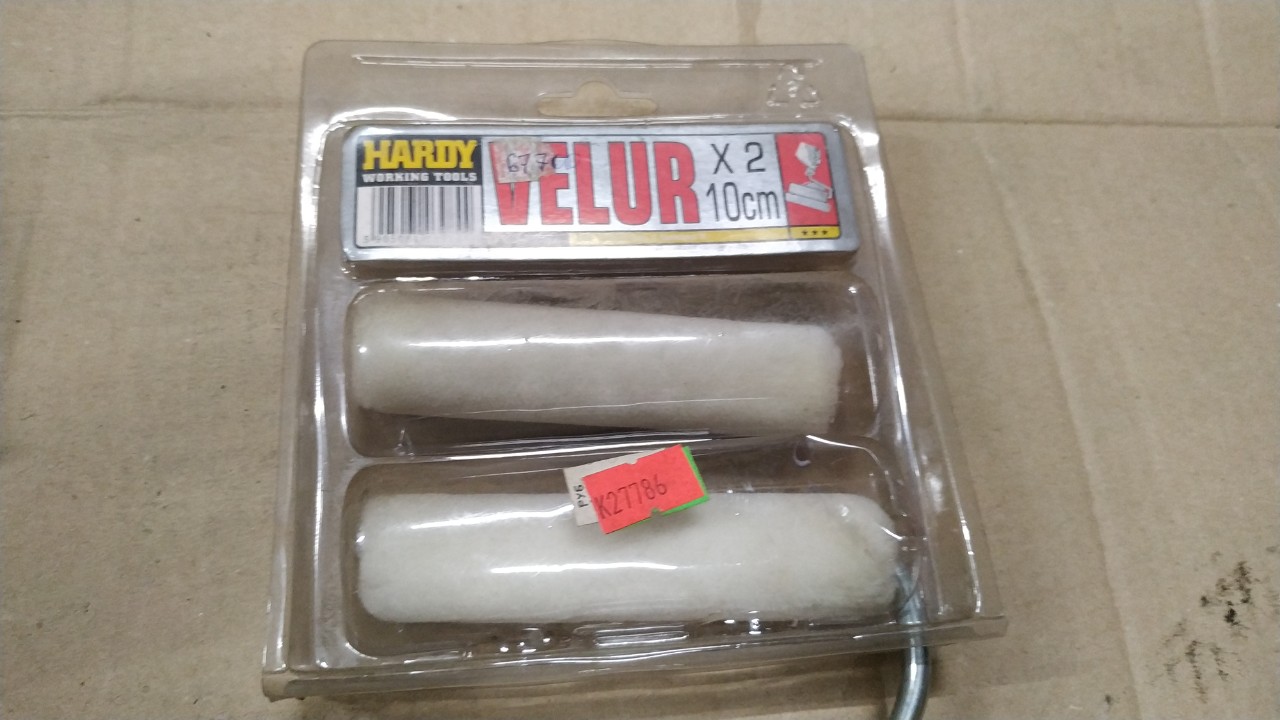 HARDY
WORKING TOOLS
VELUR
X 2
10cm
РУБ
K27786